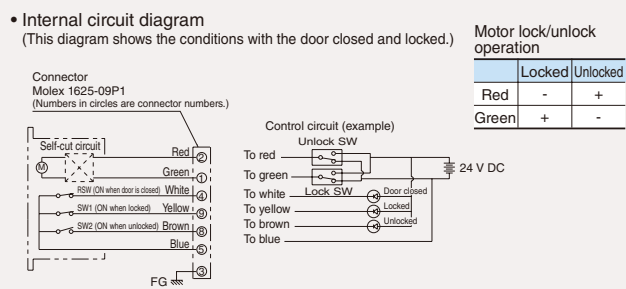 • Internal circuit diagram
(This diagram shows the conditions with the door closed and locked.)
Motor lock/unlock
operation
Locked Unlocked
Red - +
Green + -
Connector
Molex 1625-09P1
(Numbers in circles are connector numbers.)
Self-cut circuit
M
Red ②
Green ①
RSW (ON when door is closed) White ④
SW1 (ON when locked) Yellow ⑨
SW2 (ON when unlocked) Brown ⑧
Blue ⑤
③
FG
Control circuit (example)
Unlock SW
To red
To green
Lock SW
24 V DC
To white Door closed
To yellow Locked
To brown Unlocked
To blue